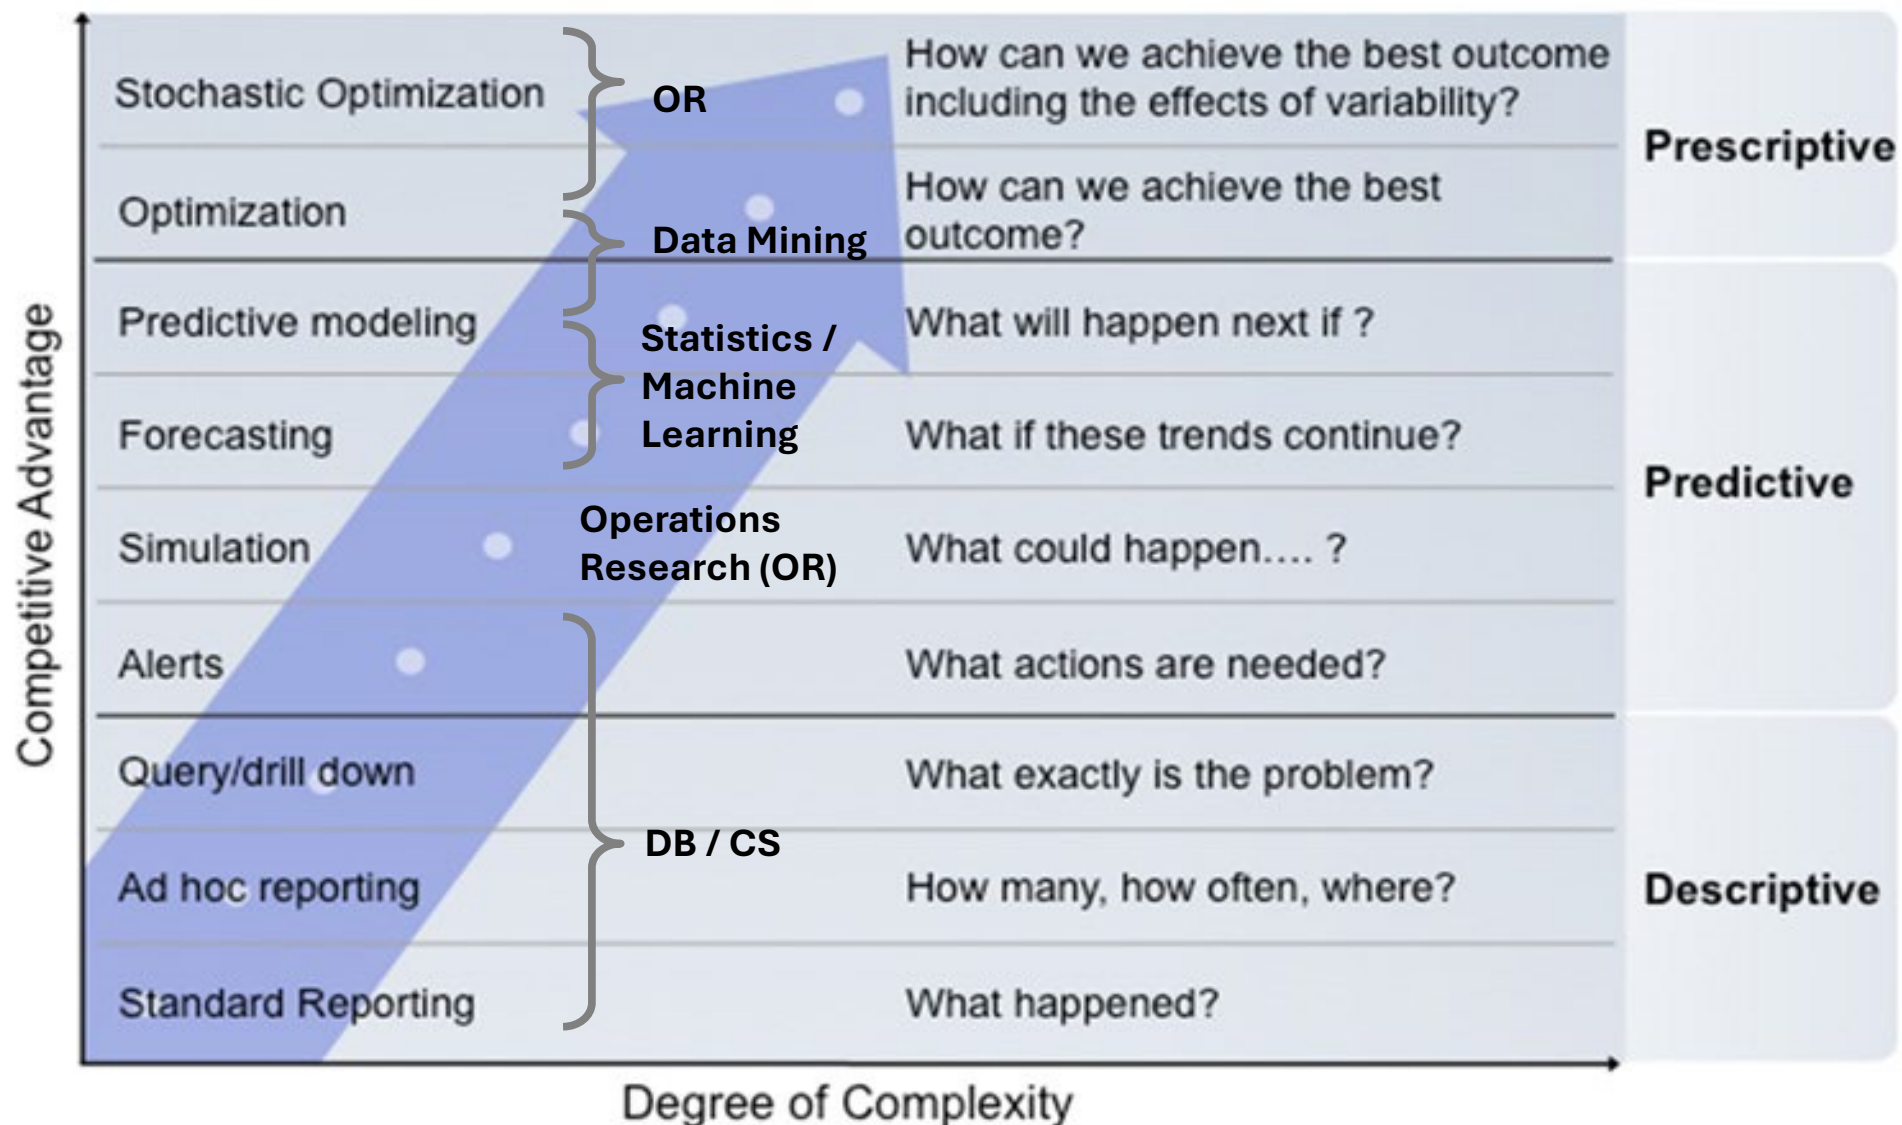 Competitive Advantage
Stochastic Optimization
OR
How can we achieve the best outcome
including the effects of variability?
Prescriptive
Optimization
Data Mining
How can we achieve the best
outcome?
Predictive modeling
Statistics /
Machine
Learning
What will happen next if ?
Forecasting
What if these trends continue?
Predictive
Simulation
Operations
Research (OR)
What could happen.... ?
Alerts
What actions are needed?
Query/drill down
What exactly is the problem?
DB / CS
Ad hoc reporting
How many, how often, where?
Descriptive
Standard Reporting
What happened?
Degree of Complexity